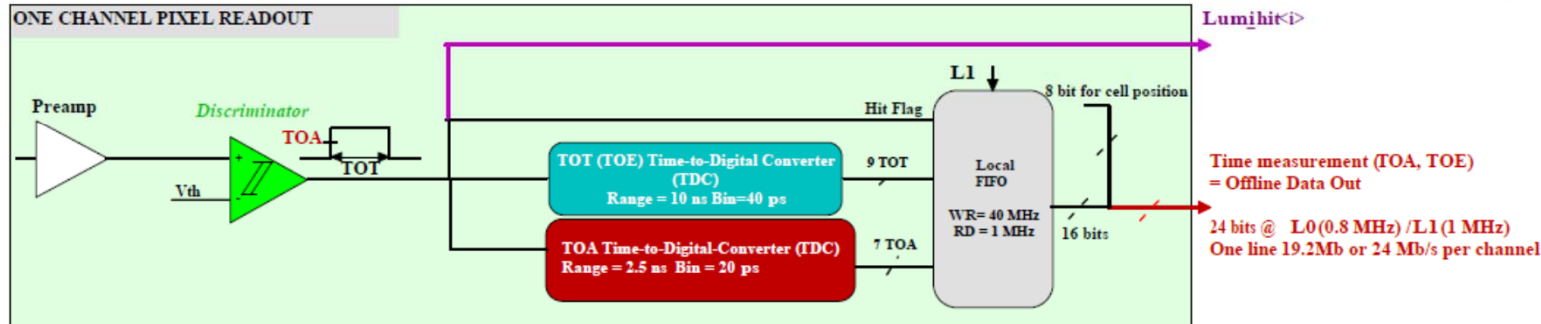 ONE CHANNEL PIXEL READOUT
Lumihit<i>
Preamp
Discriminator
TOA
TOT
Vth
L1
8 bit for cell position
Hit Flag
TOT (TOE) Time-to-Digital Converter
(TDC)
Range = 10 ns Bin=40 ps
9 TOT
TOA Time-to-Digital-Converter (TDC)
Range = 2.5 ns Bin = 20 ps
7 TOA
Local
FIFO
WR= 40 MHz
RD = 1 MHz
16 bits
Time measurement (TOA, TOE)
= Offline Data Out
24 bits @ L0(0.8 MHz) /L1(1 MHz)
One line 19.2Mb or 24 Mb/s per channel